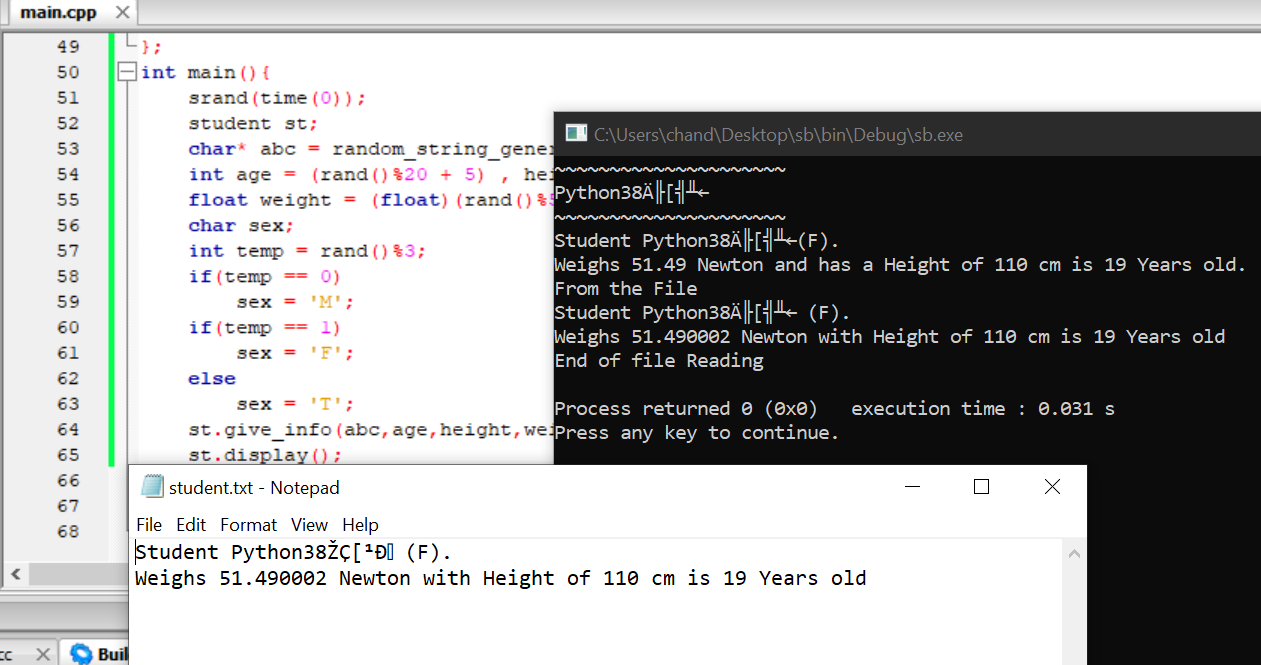 main.cpp
49 };
50 int main(){
51 srand(time(0));
52 student st;
53 char* abc = random_string_gene
54 int age = (rand()%20 + 5) , hei
55 float weight = (float)(rand()%5
56 char sex;
57 int temp = rand()%3;
58 if(temp == 0)
59 sex = 'M';
60 if(temp == 1)
61 sex = 'F';
62 else
63 sex = 'T';
64 st.give_info(abc,age,height,wei
65 st.display();
66
67
68
C:\Users\chand\Desktop\sb\bin\Debug\sb.exe
~~~~~~~~~~~~~~~~~~~~~
Python38Ä╟[╣╨←
~~~~~~~~~~~~~~~~~~~~~
Student Python38Ä╟[╣╨←(F).
Weighs 51.49 Newton and has a Height of 110 cm is 19 Years old.
From the File
Student Python38Ä╟[╣╨← (F).
Weighs 51.490002 Newton with Height of 110 cm is 19 Years old
End of file Reading
Process returned 0 (0x0)   execution time : 0.031 s
Press any key to continue.
student.txt - Notepad
File Edit Format View Help
Student Python38ŽÇ[¹Ð (F).
Weighs 51.490002 Newton with Height of 110 cm is 19 Years old
cc
Buil